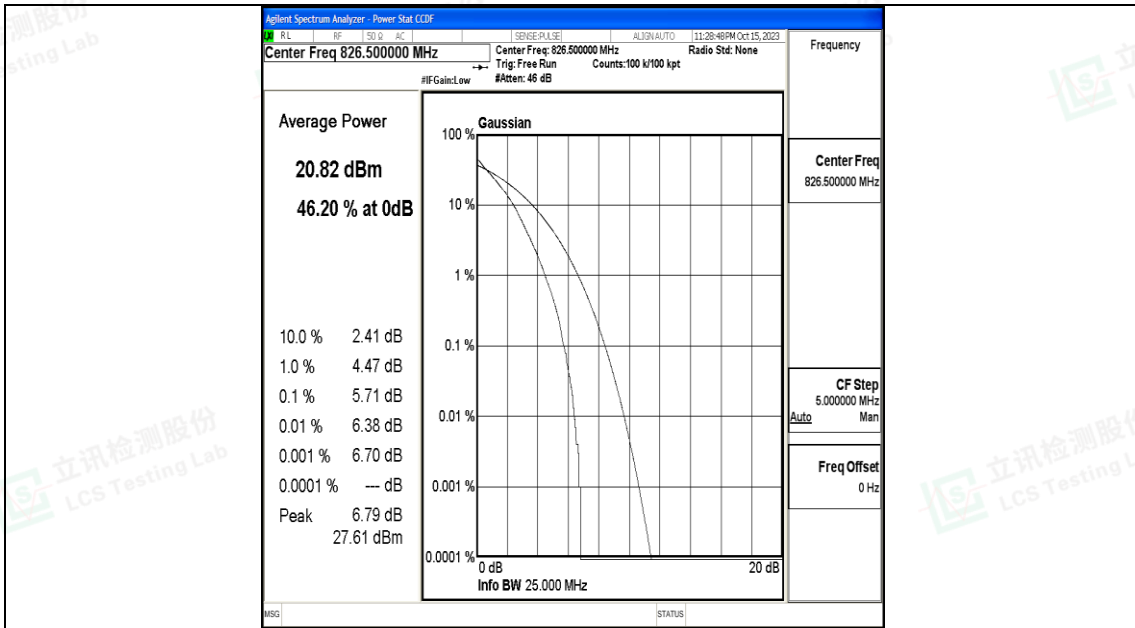 Agilent Spectrum Analyzer - Power Stat CCDF
RL RF 50 Ω AC SENSE:PULSE ALIGN AUTO 11:28:48PM Oct 15, 2023
Center Freq 826.500000 MHz
Center Freq: 826.500000 MHz Radio Std: None
Trig: Free Run Counts:100 k/100 kpt
#IFGain:Low #Atten: 46 dB
Frequency
Average Power
20.82 dBm
46.20 % at 0dB
10.0 % 2.41 dB
1.0 % 4.47 dB
0.1 % 5.71 dB
0.01 % 6.38 dB
0.001 % 6.70 dB
0.0001 % --- dB
Peak 6.79 dB
27.61 dBm
Gaussian
100 %
10 %
1 %
0.1 %
0.01 %
0.001 %
0.0001 %
0 dB 20 dB
Info BW 25.000 MHz
Center Freq
826.500000 MHz
CF Step
5.000000 MHz
Auto Man
Freq Offset
0 Hz
MSG STATUS
立讯检测股份
LCS Testing Lab